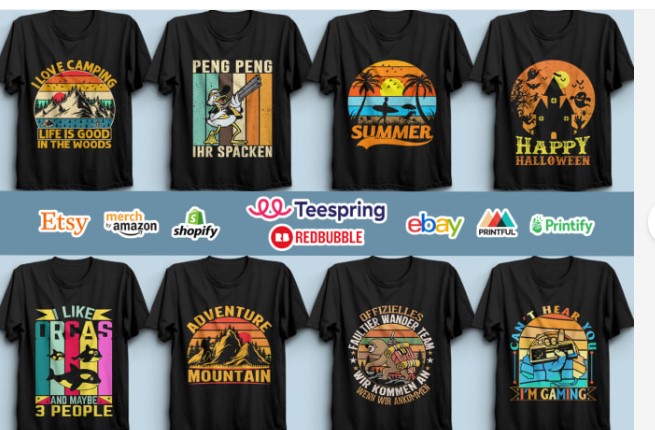 I LOVE CAMPING
LIFE IS GOOD
IN THE WOODS
PENG PENG
IHR SPACKEN
SUMMER
HAPPY
HALLOWEEN
Etsy
merch by amazon
shopify
Teespring
REDBUBBLE
ebay
PRINTFUL
Printify
I LIKE
ORCAS
AND MAYBE
3 PEOPLE
ADVENTURE
MOUNTAIN
OFFIZIELLES
FAULTIER WANDER TEAM
WIR KOMMEN AN
WENN WIR ANKOMMEN
CAN'T HEAR YOU
I'M GAMING